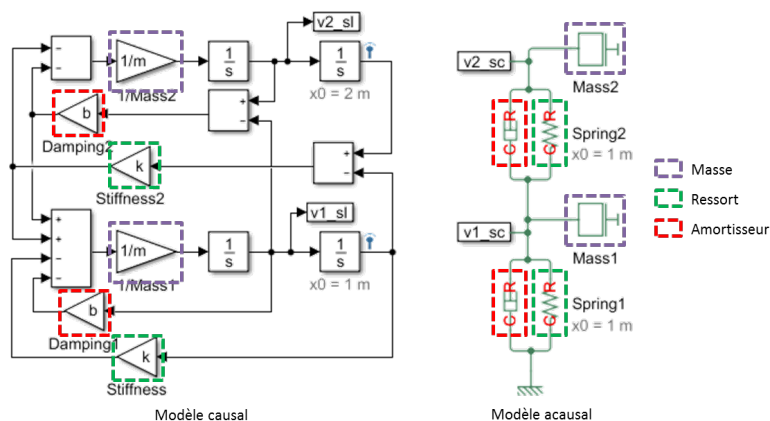 v2_sl
−
−
1/m
1
s
1
s
1/Mass2
x0 = 2 m
b
+
−
Damping2
k
+
−
Stiffness2
v1_sl
+
+
−
−
1/m
1
s
1
s
1/Mass1
x0 = 1 m
b
Damping1
k
Stiffness
Modèle causal
v2_sc
Mass2
R
R
C
C
Spring2
x0 = 1 m
v1_sc
Mass1
R
R
C
C
Spring1
x0 = 1 m
Modèle acausal
Masse
Ressort
Amortisseur